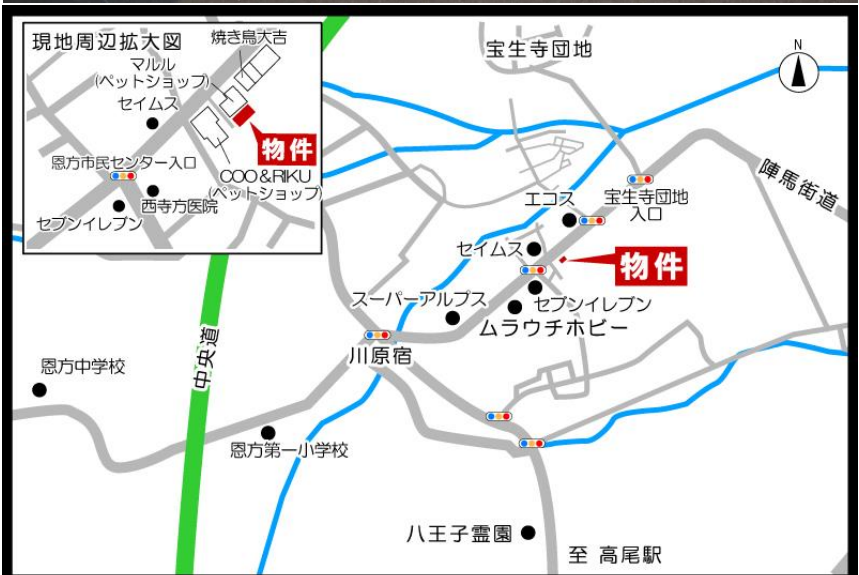 現地周辺拡大図
焼き鳥大吉
マルル
(ペットショップ)
セイムス
物件
恩方市民センター入口
COO&RIKU
(ペットショップ)
西寺方医院
セブンイレブン
宝生寺団地
N
陣馬街道
エコス
宝生寺団地
入口
セイムス
物件
スーパーアルプス
セブンイレブン
ムラウチホビー
川原宿
中央道
恩方中学校
恩方第一小学校
八王子霊園
至 高尾駅